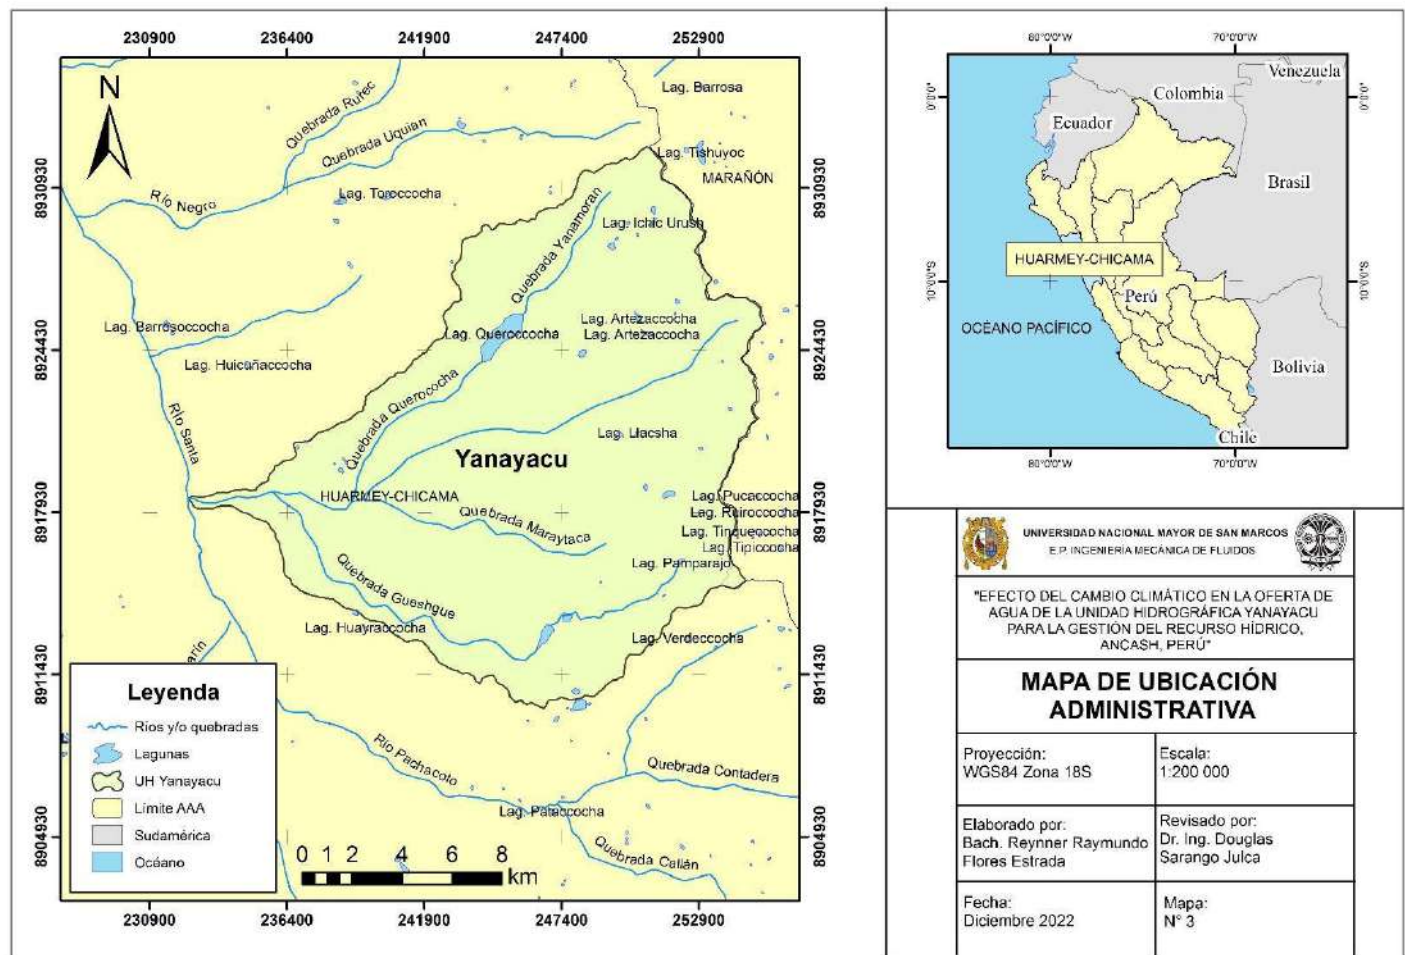 230900
236400
241900
247400
252900
N
Lag. Barrosa
Quebrada Rurec
Quebrada Uquian
Lag. Tishuyoc
MARAÑÓN
8930930
8930930
Río Negro
Lag. Toroccocha
Quebrada Yanamoran
Lag. Ichic Urush
Lag. Barrosoccocha
Lag. Queroccocha
Lag. Artezaccocha
Lag. Artezaccocha
8924430
8924430
Lag. Huicuñaccocha
Río Santa
Quebrada Querococha
Lag. Llacsha
Yanayacu
HUARMEY-CHICAMA
Lag. Pucaccocha
8917930
8917930
Quebrada Maraytaca
Lag. Ruiroccocha
Lag. Tinqueccocha
Lag. Tipiccocha
Lag. Pamparajo
Quebrada Gueshgue
Lag. Huayraccocha
Lag. Verdeccocha
arín
8911430
8911430
Leyenda
Ríos y/o quebradas
Lagunas
UH Yanayacu
Límite AAA
Sudamérica
Océano
Río Pachacoto
Quebrada Contadera
Lag. Pataccocha
Quebrada Callán
8904930
8904930
0 1 2 4 6 8
km
230900
236400
241900
247400
252900
80°0'0"W
70°0'0"W
Venezuela
Colombia
Ecuador
0°0'0"
0°0'0"
Brasil
HUARMEY-CHICAMA
10°0'0"S
10°0'0"S
Perú
OCÉANO PACÍFICO
Bolivia
Chile
80°0'0"W
70°0'0"W
UNIVERSIDAD NACIONAL MAYOR DE SAN MARCOS
E.P. INGENIERÍA MECÁNICA DE FLUIDOS
"EFECTO DEL CAMBIO CLIMÁTICO EN LA OFERTA DE
AGUA DE LA UNIDAD HIDROGRÁFICA YANAYACU
PARA LA GESTIÓN DEL RECURSO HÍDRICO,
ANCASH, PERÚ"
MAPA DE UBICACIÓN
ADMINISTRATIVA
Proyección:
WGS84 Zona 18S
Escala:
1:200 000
Elaborado por:
Bach. Reynner Raymundo
Flores Estrada
Revisado por:
Dr. Ing. Douglas
Sarango Julca
Fecha:
Diciembre 2022
Mapa:
N° 3